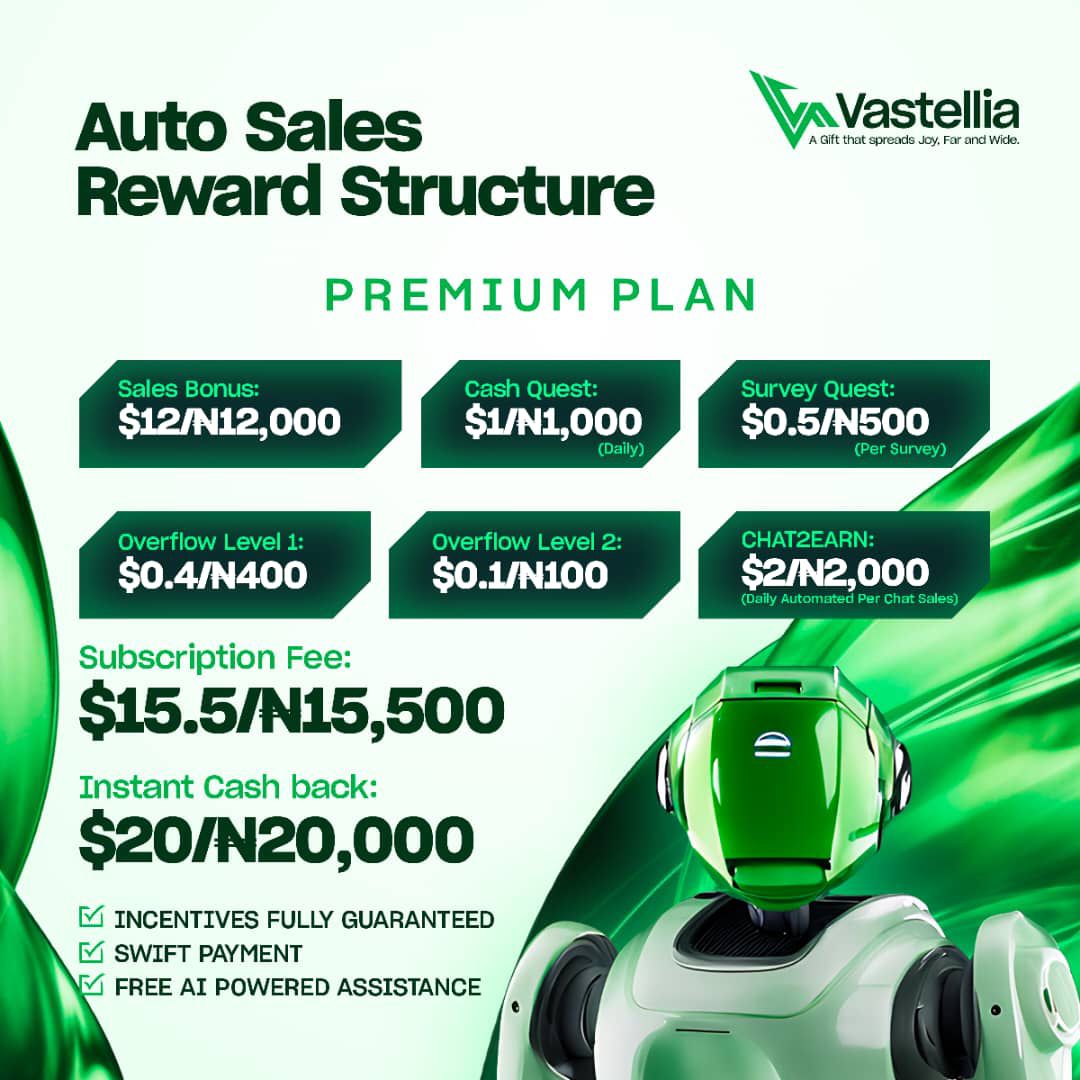 Auto Sales
Reward Structure
Vastellia
A Gift that spreads Joy, Far and Wide.
PREMIUM PLAN
Sales Bonus:
$12/₦12,000
Cash Quest:
$1/₦1,000
(Daily)
Survey Quest:
$0.5/₦500
(Per Survey)
Overflow Level 1:
$0.4/₦400
Overflow Level 2:
$0.1/₦100
CHAT2EARN:
$2/₦2,000
(Daily Automated Per Chat Sales)
Subscription Fee:
$15.5/₦15,500
Instant Cash back:
$20/₦20,000
INCENTIVES FULLY GUARANTEED
SWIFT PAYMENT
FREE AI POWERED ASSISTANCE